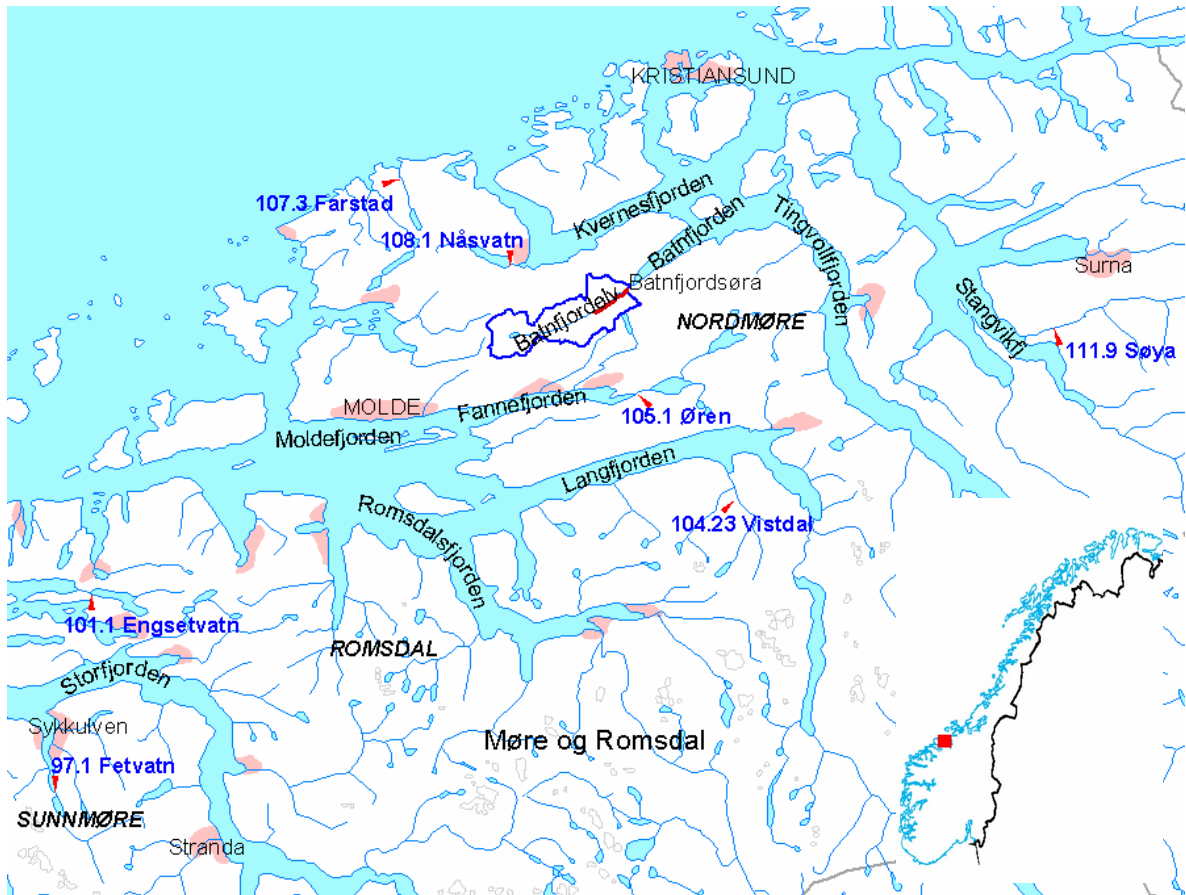 KRISTIANSUND
107.3 Farstad
Kvernesfjorden
108.1 Nåsvatn
Batnfjorden
Tingvollfjorden
Surna
Batnfjordsøra
Batnfjordelv
NORDMØRE
Stangvikfj
111.9 Søya
MOLDE
Fannefjorden
105.1 Øren
Moldefjorden
Langfjorden
Romsdalsfjorden
104.23 Vistdal
101.1 Engsetvatn
ROMSDAL
Storfjorden
Sykkulven
Møre og Romsdal
97.1 Fetvatn
SUNNMØRE
Stranda